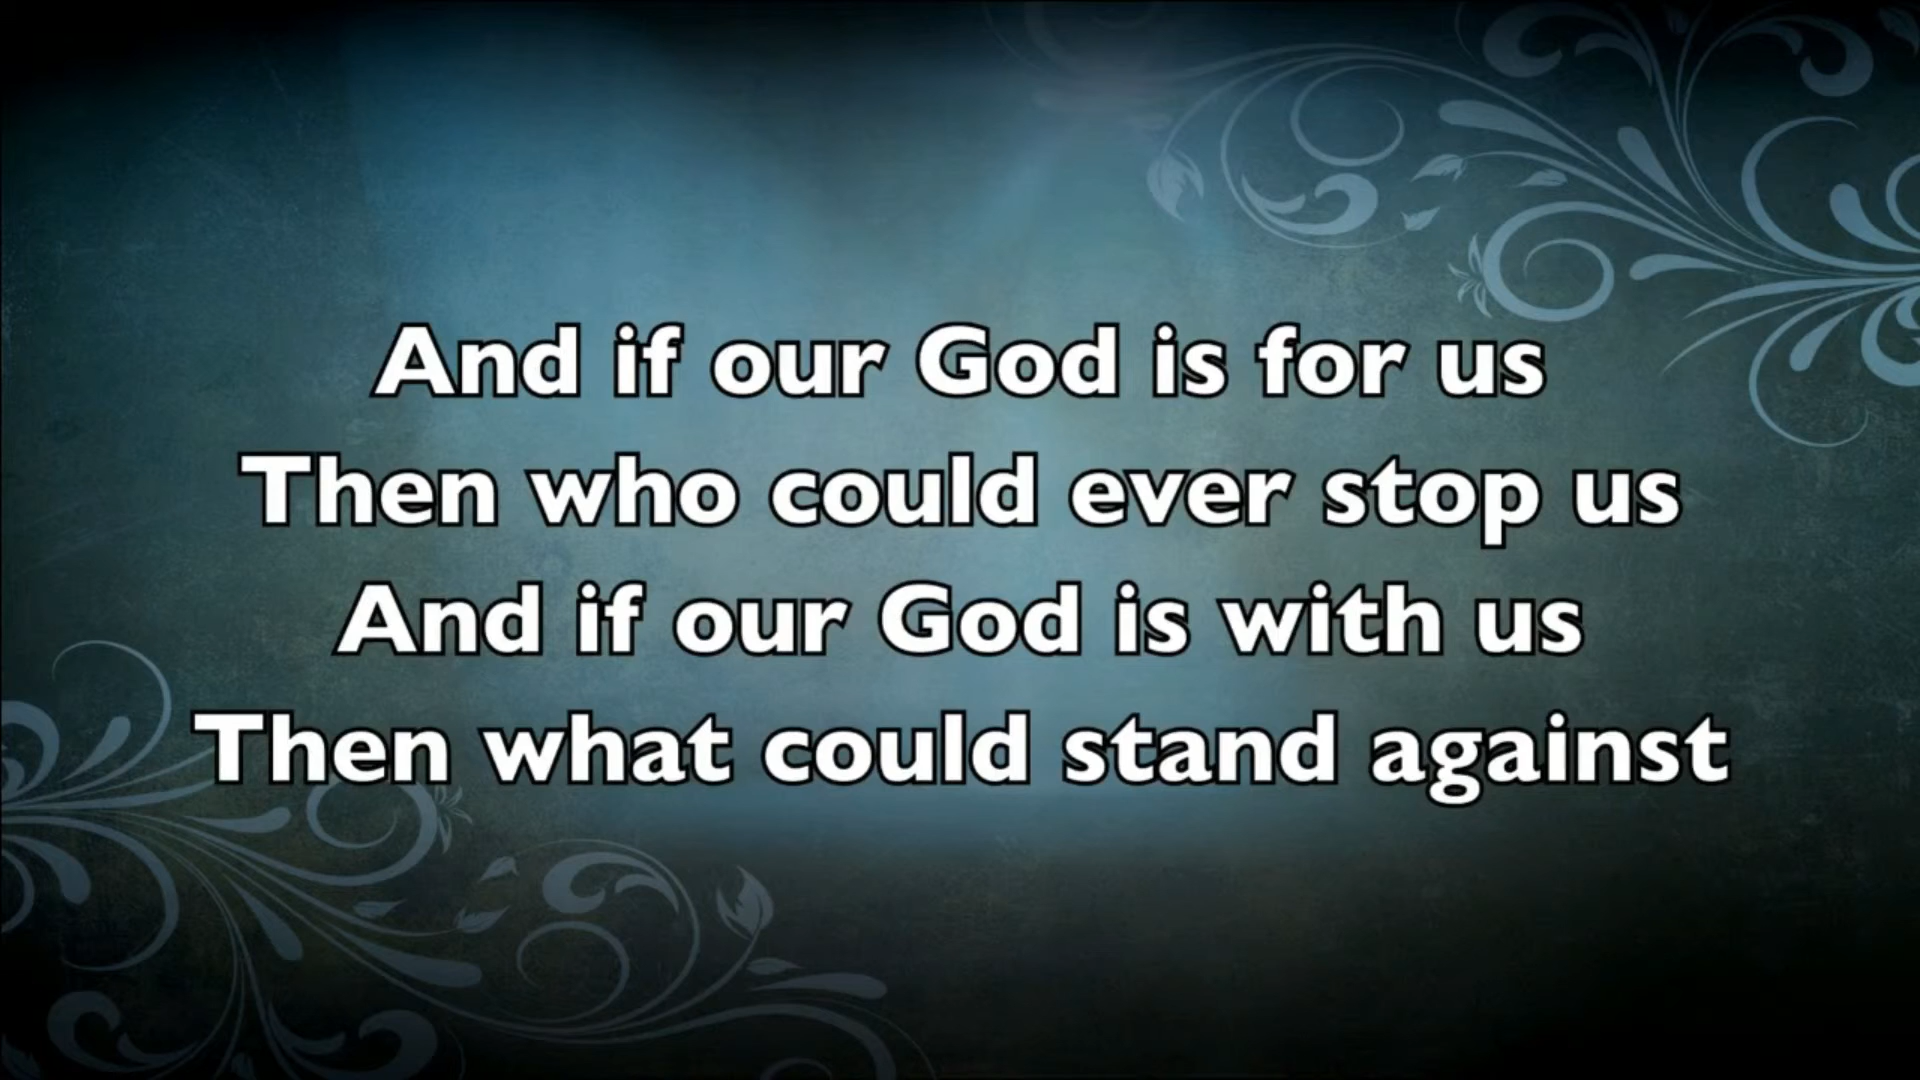 And if our God is for us
Then who could ever stop us
And if our God is with us
Then what could stand against